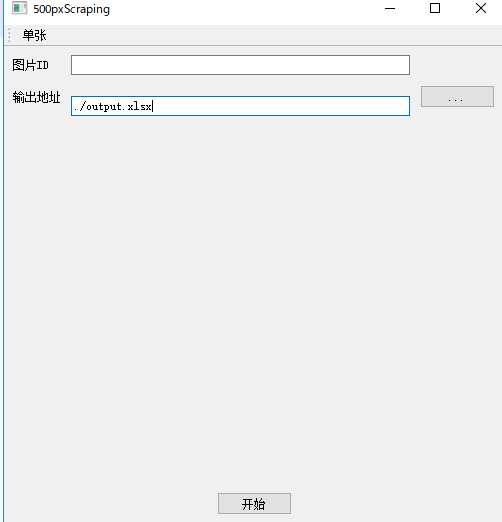 500pxScraping
单张
图片ID
输出地址 ./output.xlsx ...
开始